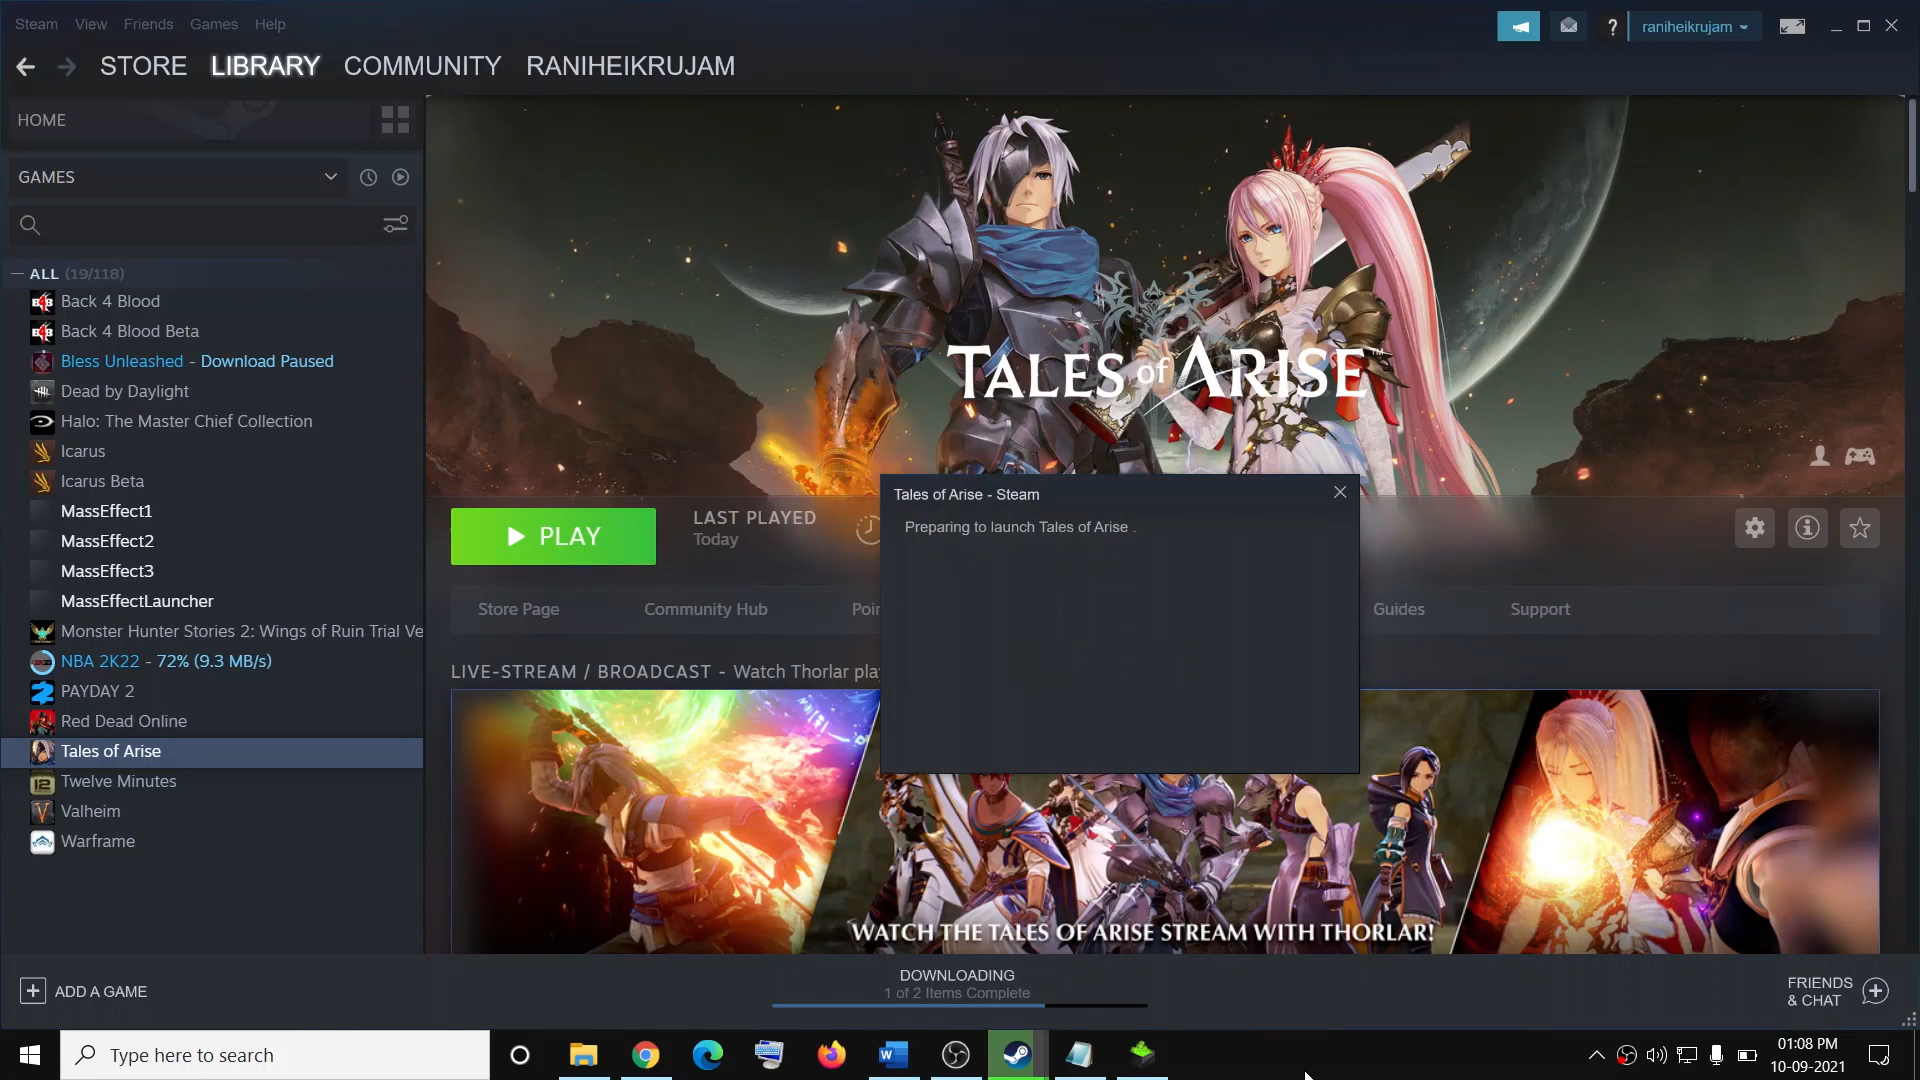 Steam View Friends Games Help
raniheikrujam
STORE LIBRARY COMMUNITY RANIHEIKRUJAM
HOME
GAMES
ALL (19/118)
Back 4 Blood
Back 4 Blood Beta
Bless Unleashed - Download Paused
Dead by Daylight
Halo: The Master Chief Collection
Icarus
Icarus Beta
MassEffect1
MassEffect2
MassEffect3
MassEffectLauncher
Monster Hunter Stories 2: Wings of Ruin Trial Ve
NBA 2K22 - 72% (9.3 MB/s)
PAYDAY 2
Red Dead Online
Tales of Arise
Twelve Minutes
Valheim
Warframe
TALES of ARISE™
PLAY
LAST PLAYED
Today
Tales of Arise - Steam
Preparing to launch Tales of Arise .
Store Page Community Hub Poin Guides Support
LIVE-STREAM / BROADCAST - Watch Thorlar play
WATCH THE TALES OF ARISE STREAM WITH THORLAR!
ADD A GAME
DOWNLOADING
1 of 2 Items Complete
FRIENDS
& CHAT
Type here to search
01:08 PM
10-09-2021